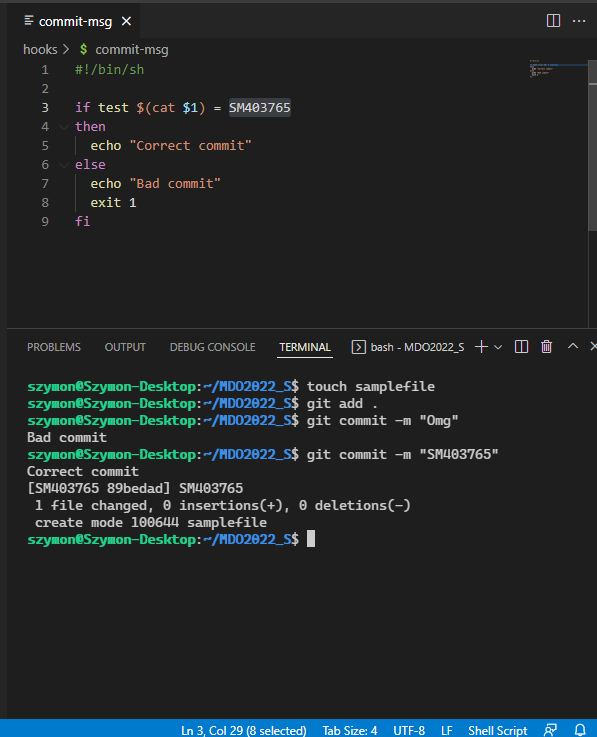 commit-msg
hooks > $ commit-msg
1 #!/bin/sh
2
3 if test $(cat $1) = SM403765
4 then
5   echo "Correct commit"
6 else
7   echo "Bad commit"
8   exit 1
9 fi
PROBLEMS OUTPUT DEBUG CONSOLE TERMINAL bash - MDO2022_S
szymon@Szymon-Desktop:~/MDO2022_S$ touch samplefile
szymon@Szymon-Desktop:~/MDO2022_S$ git add .
szymon@Szymon-Desktop:~/MDO2022_S$ git commit -m "Omg"
Bad commit
szymon@Szymon-Desktop:~/MDO2022_S$ git commit -m "SM403765"
Correct commit
[SM403765 89bedad] SM403765
 1 file changed, 0 insertions(+), 0 deletions(-)
 create mode 100644 samplefile
szymon@Szymon-Desktop:~/MDO2022_S$
Ln 3, Col 29 (8 selected) Tab Size: 4 UTF-8 LF Shell Script